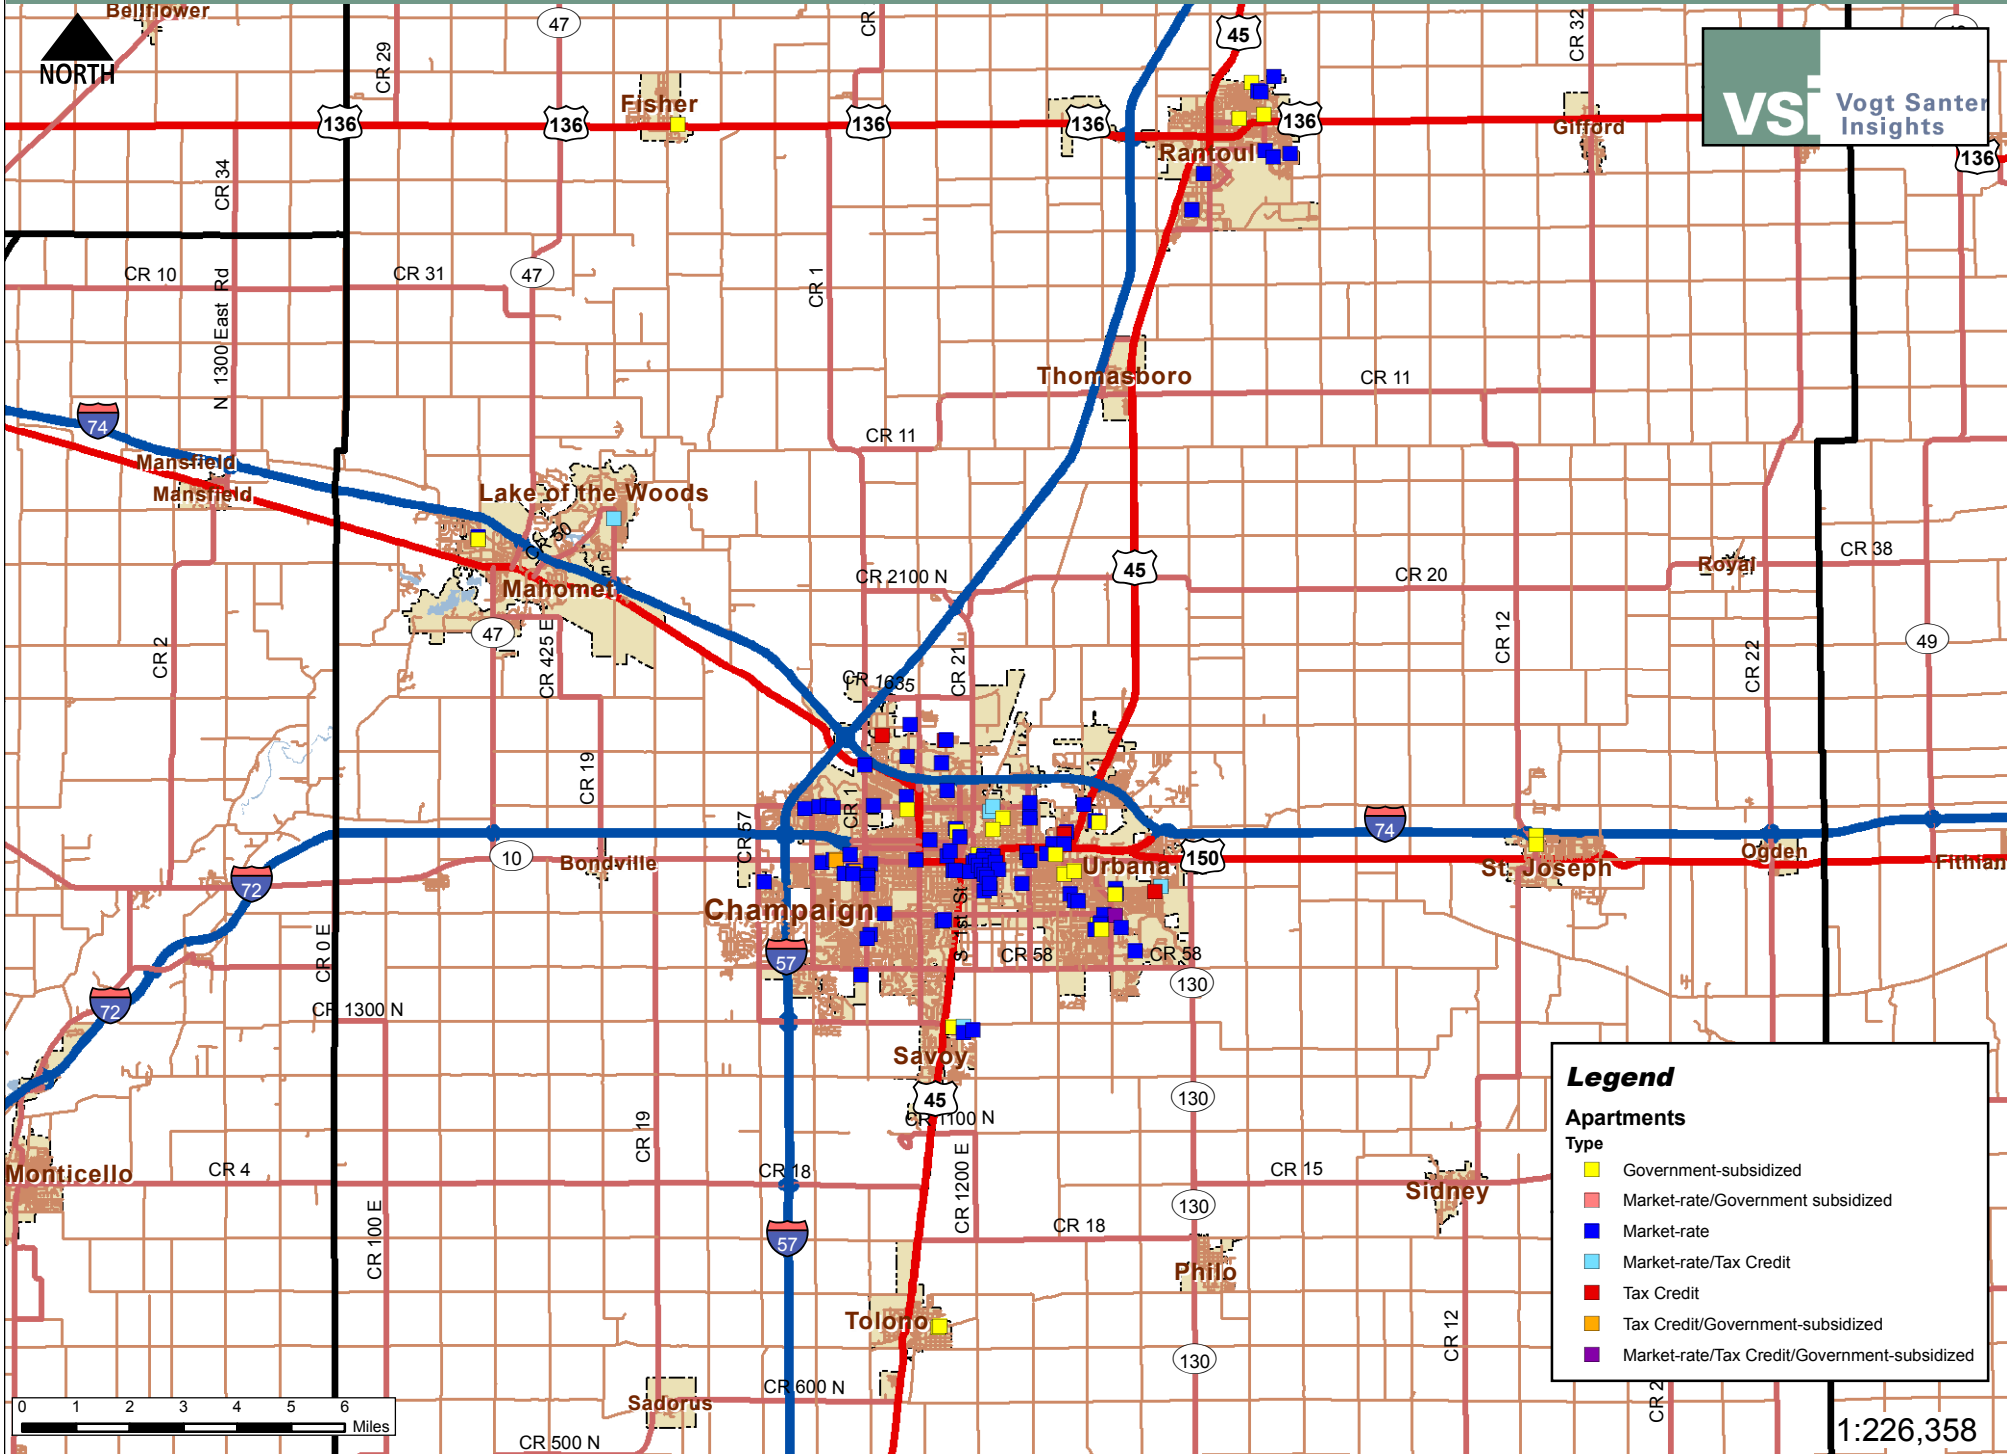 Bellflower
NORTH
CR 29
47
CR
45
CR 32
vsi Vogt Santer
Insights
136
Fisher
136
136
136
136
136
Gifford
136
Rantoul
CR 34
CR 10
N 1300 East Rd
CR 31
47
CR 1
Thomasboro
CR 11
74
CR 11
Mansfield
Mansfield
Lake of the Woods
CR 50
Mahomet
CR 2100 N
45
CR 20
Royal
CR 38
CR 2
47
CR 425 E
CR 1635
CR 21
CR 12
CR 22
49
CR 19
CR 57
CR 1
74
10
Bondville
72
Urbana
150
St. Joseph
Ogden
Fithian
Champaign
S 1st St
CR 58
CR 58
57
CR 0 E
72
CR 1300 N
130
Savoy
45
CR 1100 N
130
CR 19
Monticello
CR 4
CR 18
CR 1200 E
CR 15
Sidney
130
CR 100 E
57
CR 18
Philo
Tolono
130
CR 12
CR 600 N
Sadorus
CR 500 N
CR 2
Legend
Apartments
Type
Government-subsidized
Market-rate/Government subsidized
Market-rate
Market-rate/Tax Credit
Tax Credit
Tax Credit/Government-subsidized
Market-rate/Tax Credit/Government-subsidized
0 1 2 3 4 5 6
Miles
1:226,358